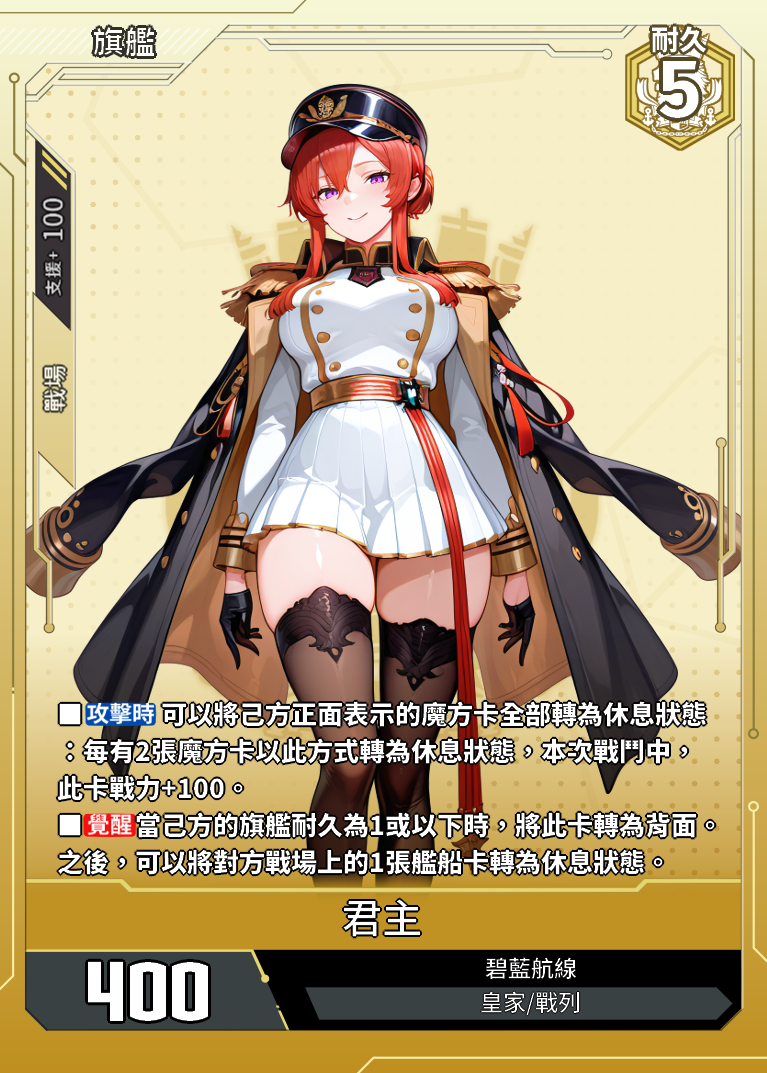 旗艦
耐久
5
支援+ 100
戰場
■ 攻擊時 可以將己方正面表示的魔方卡全部轉為休息狀態
：每有2張魔方卡以此方式轉為休息狀態，本次戰鬥中，
此卡戰力+100。
■ 覺醒 當己方的旗艦耐久為1或以下時，將此卡轉為背面。
之後，可以將對方戰場上的1張艦船卡轉為休息狀態。
君主
400
碧藍航線
皇家/戰列